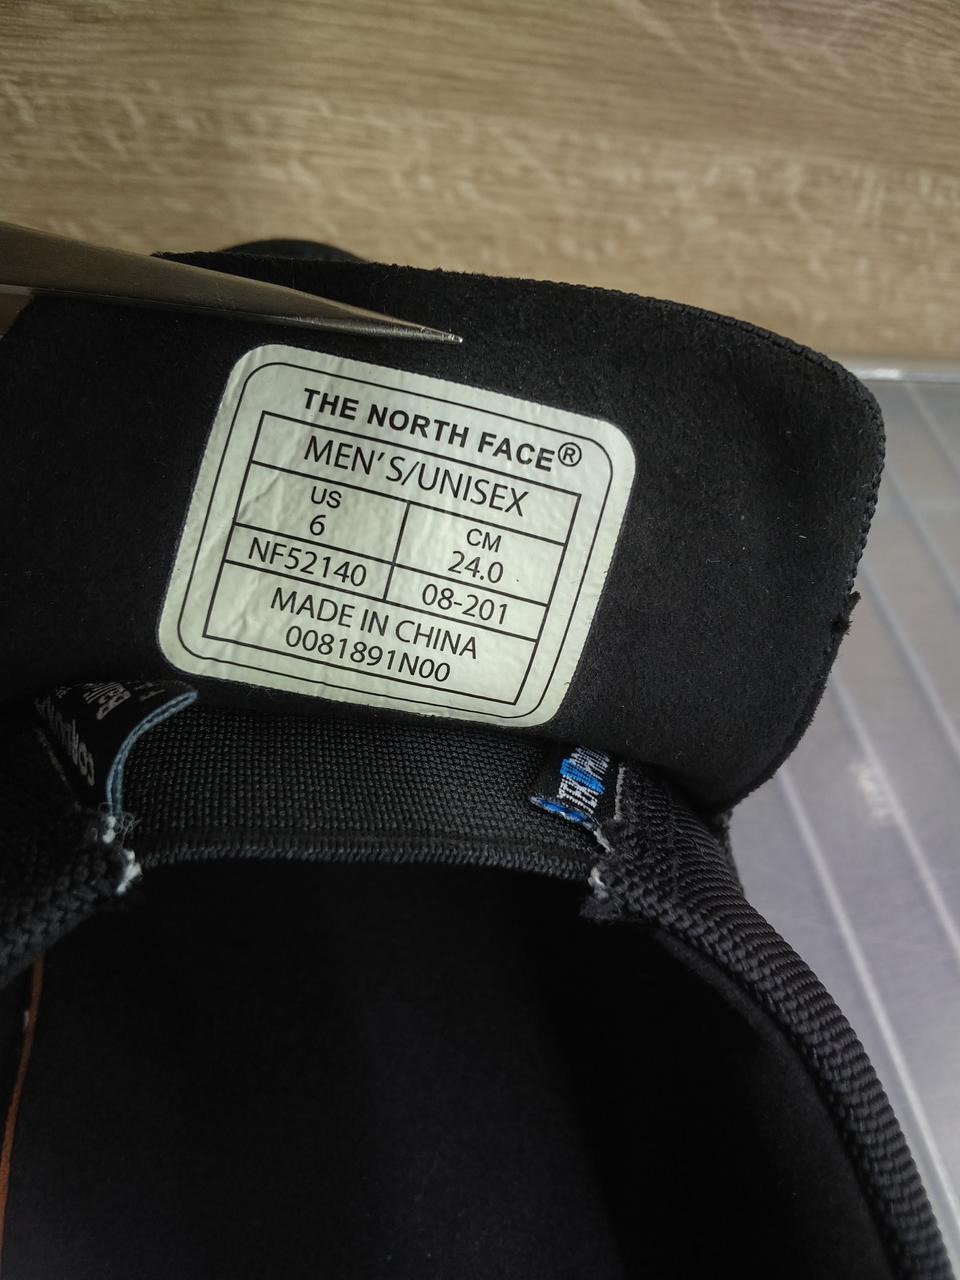 THE NORTH FACE®
MEN'S/UNISEX
US CM
6 24.0
NF52140 08-201
MADE IN CHINA
0081891N00